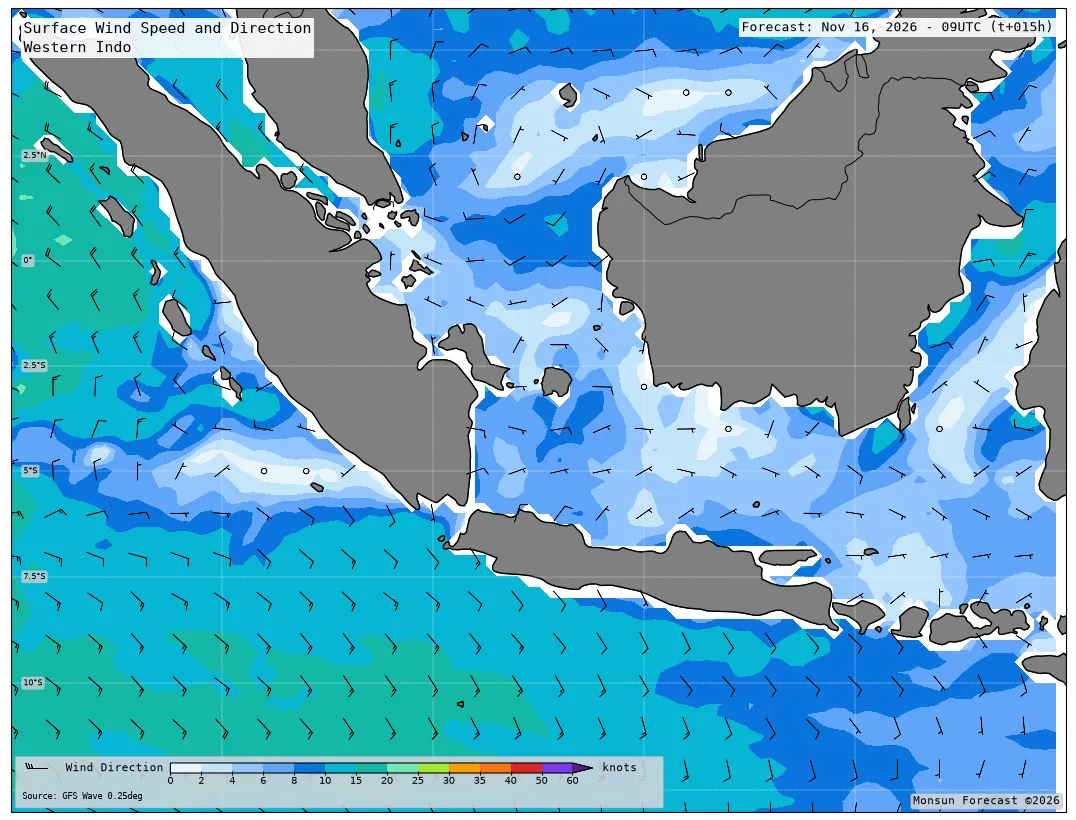 Surface Wind Speed and Direction
Western Indo
Forecast: Nov 16, 2026 - 09UTC (t+015h)
2.5°N
0°
2.5°S
5°S
7.5°S
10°S
Wind Direction
0 2 4 6 8 10 15 20 25 30 35 40 50 60
knots
Source: GFS Wave 0.25deg
Monsun Forecast ©2026